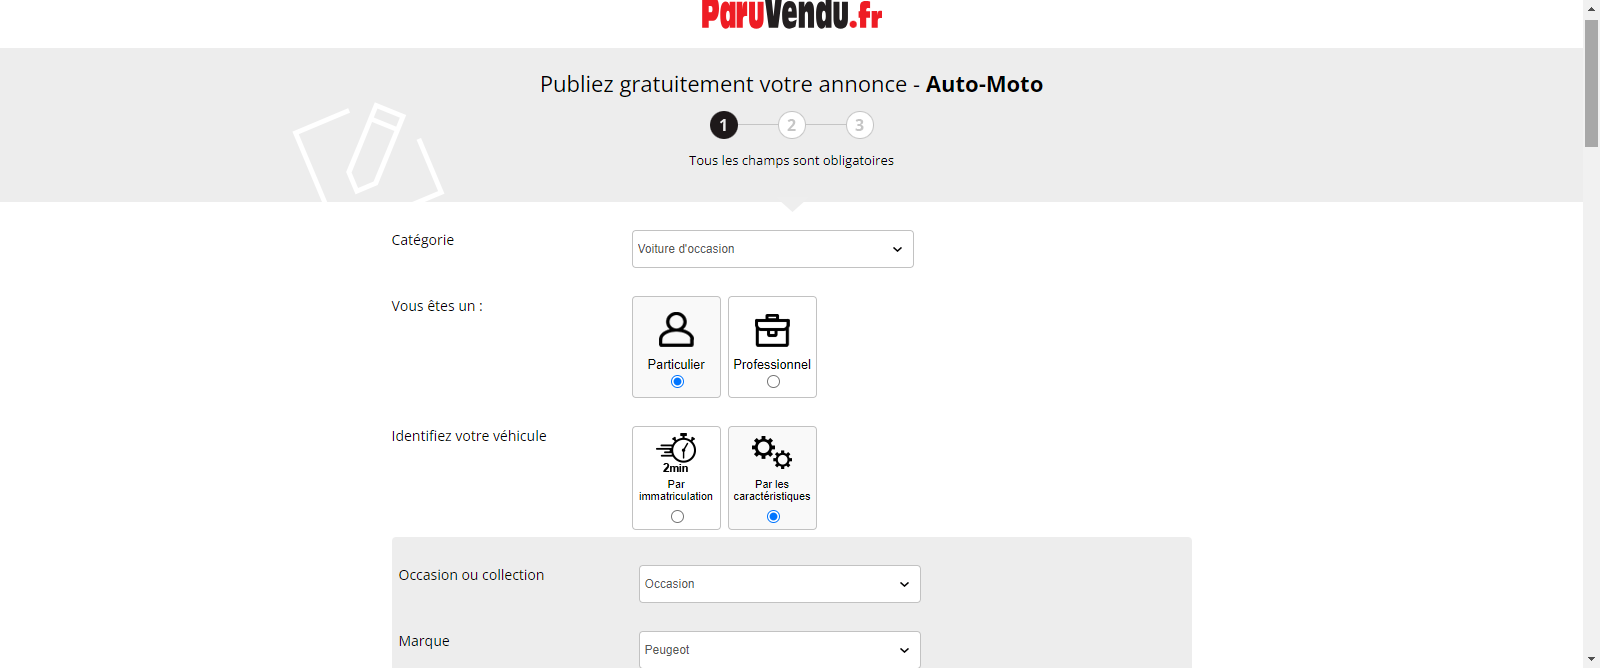 ParuVendu.fr
Publiez gratuitement votre annonce - Auto-Moto
1 2 3
Tous les champs sont obligatoires
Catégorie
Voiture d'occasion
Vous êtes un :
Particulier
Professionnel
Identifiez votre véhicule
2min
Par
immatriculation
Par les
caractéristiques
Occasion ou collection
Occasion
Marque
Peugeot